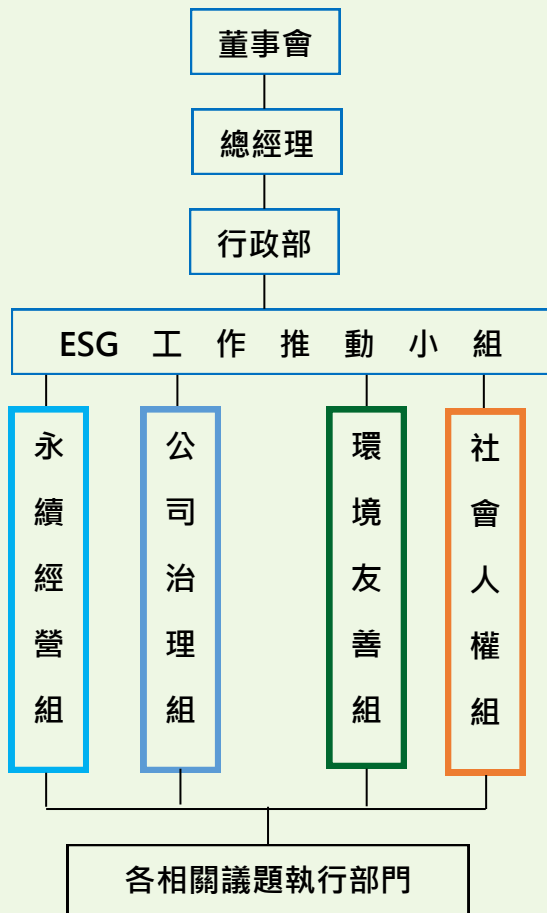 董事會
總經理
行政部
ESG 工作推動小組
永續經營組
公司治理組
環境友善組
社會人權組
各相關議題執行部門